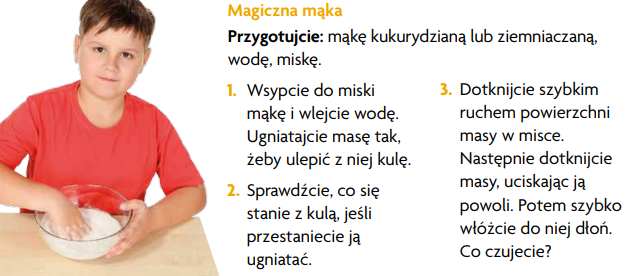 Magiczna mąka
Przygotujcie: mąkę kukurydzianą lub ziemniaczaną,
wodę, miskę.
1. Wsypcie do miski
mąkę i wlejcie wodę.
Ugniatajcie masę tak,
żeby ulepić z niej kulę.
2. Sprawdźcie, co się
stanie z kulą, jeśli
przestaniecie ją
ugniatać.
3. Dotknijcie szybkim
ruchem powierzchni
masy w misce.
Następnie dotknijcie
masy, uciskając ją
powoli. Potem szybko
włóżcie do niej dłoń.
Co czujecie?